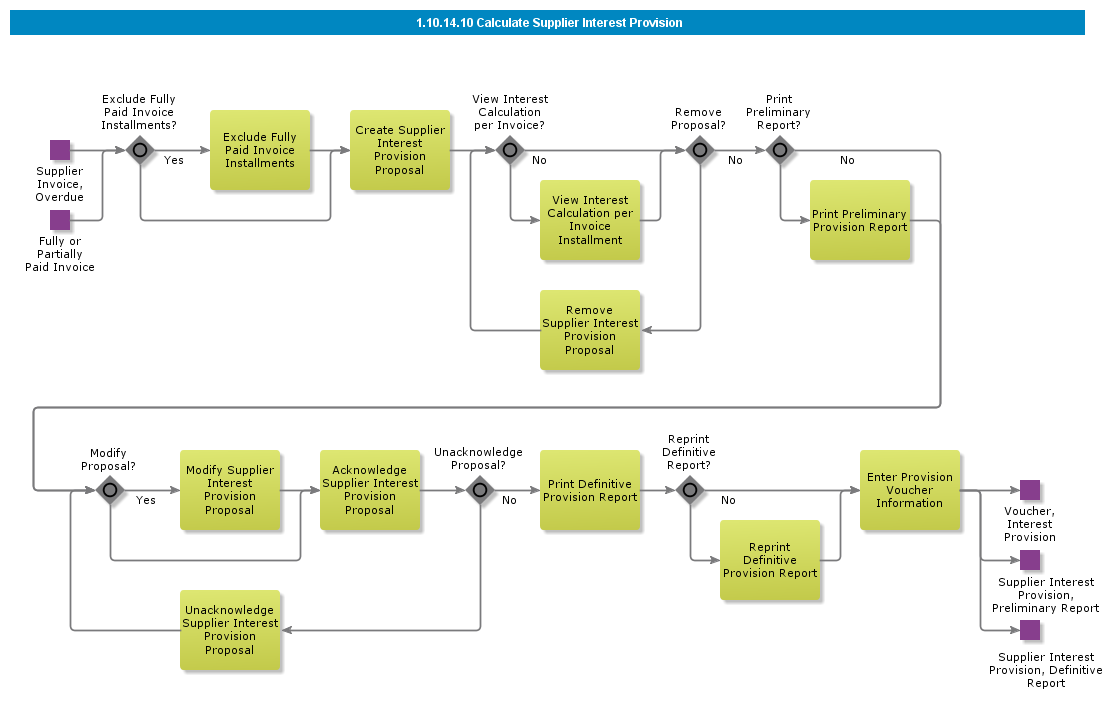 1.10.14.10 Calculate Supplier Interest Provision
Exclude Fully
Paid Invoice
Installments?
Yes
Supplier
Invoice,
Overdue
Fully or
Partially
Paid Invoice
Exclude Fully
Paid Invoice
Installments
Create Supplier
Interest
Provision
Proposal
View Interest
Calculation
per Invoice?
No
View Interest
Calculation per
Invoice
Installment
Remove
Supplier Interest
Provision
Proposal
Remove
Proposal?
No
Print
Preliminary
Report?
No
Print Preliminary
Provision Report
Modify
Proposal?
Yes
Modify Supplier
Interest
Provision
Proposal
Acknowledge
Supplier Interest
Provision
Proposal
Unacknowledge
Proposal?
No
Unacknowledge
Supplier Interest
Provision
Proposal
Print Definitive
Provision Report
Reprint
Definitive
Report?
No
Reprint
Definitive
Provision Report
Enter Provision
Voucher
Information
Voucher,
Interest
Provision
Supplier Interest
Provision,
Preliminary Report
Supplier Interest
Provision, Definitive
Report